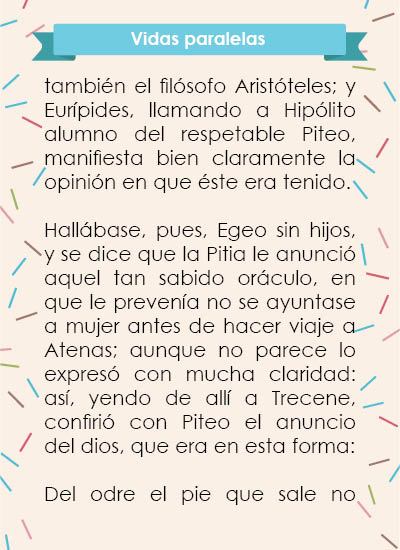 Vidas paralelas
también el filósofo Aristóteles; y
Eurípides, llamando a Hipólito
alumno del respetable Piteo,
manifiesta bien claramente la
opinión en que éste era tenido.
Hallábase, pues, Egeo sin hijos,
y se dice que la Pitia le anunció
aquel tan sabido oráculo, en
que le prevenía no se ayuntase
a mujer antes de hacer viaje a
Atenas; aunque no parece lo
expresó con mucha claridad:
así, yendo de allí a Trecene,
confirió con Piteo el anuncio
del dios, que era en esta forma:
Del odre el pie que sale no